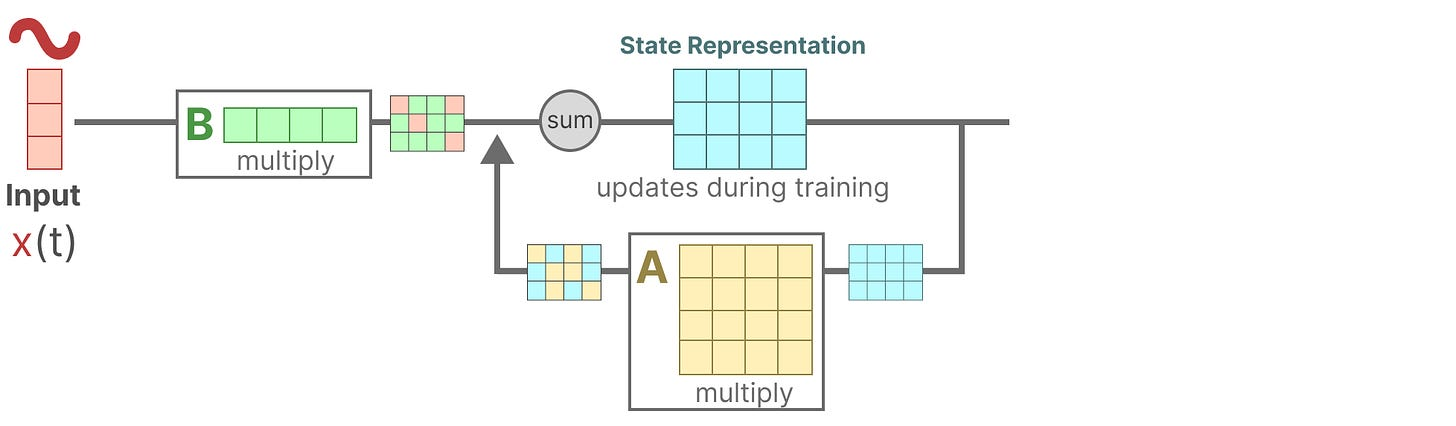 State Representation
B
multiply
sum
updates during training
Input
x(t)
A
multiply